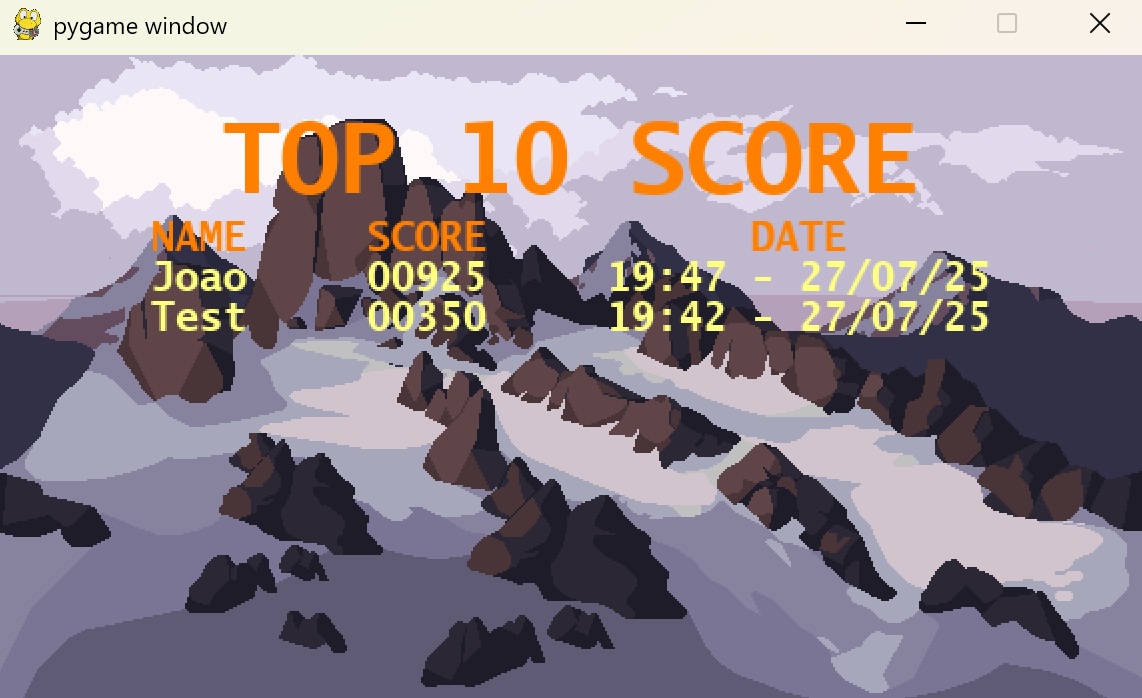 pygame window
TOP 10 SCORE
NAME SCORE DATE
Joao 00925 19:47 - 27/07/25
Test 00350 19:42 - 27/07/25